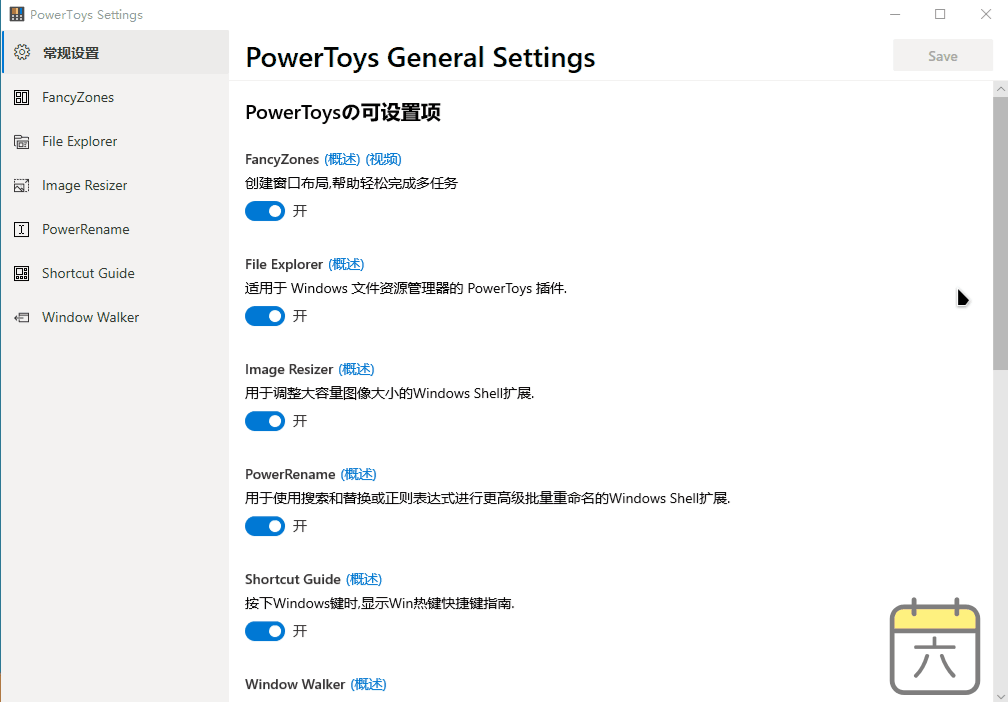 PowerToys Settings
常规设置
FancyZones
File Explorer
Image Resizer
PowerRename
Shortcut Guide
Window Walker
PowerToys General Settings
Save
PowerToysの可设置项
FancyZones (概述) (视频)
创建窗口布局,帮助轻松完成多任务
开
File Explorer (概述)
适用于 Windows 文件资源管理器的 PowerToys 插件.
开
Image Resizer (概述)
用于调整大容量图像大小的Windows Shell扩展.
开
PowerRename (概述)
用于使用搜索和替换或正则表达式进行更高级批量重命名的Windows Shell扩展.
开
Shortcut Guide (概述)
按下Windows键时,显示Win热键快捷键指南.
开
Window Walker (概述)
六